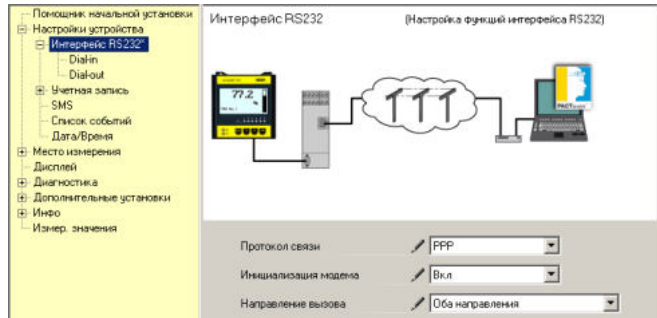 Помощник начальной установки
Настройки устройства
Интерфейс RS232*
Dial-in
Dial-out
Учетная запись
SMS
Список событий
Дата/Время
Место измерения
Дисплей
Диагностика
Дополнительные установки
Инфо
Измер. значения
Интерфейс RS232
(Настройка функций интерфейса RS232)
77.2
%
PACTware
Протокол связи
PPP
Инициализация модема
Вкл
Направление вызова
Оба направления